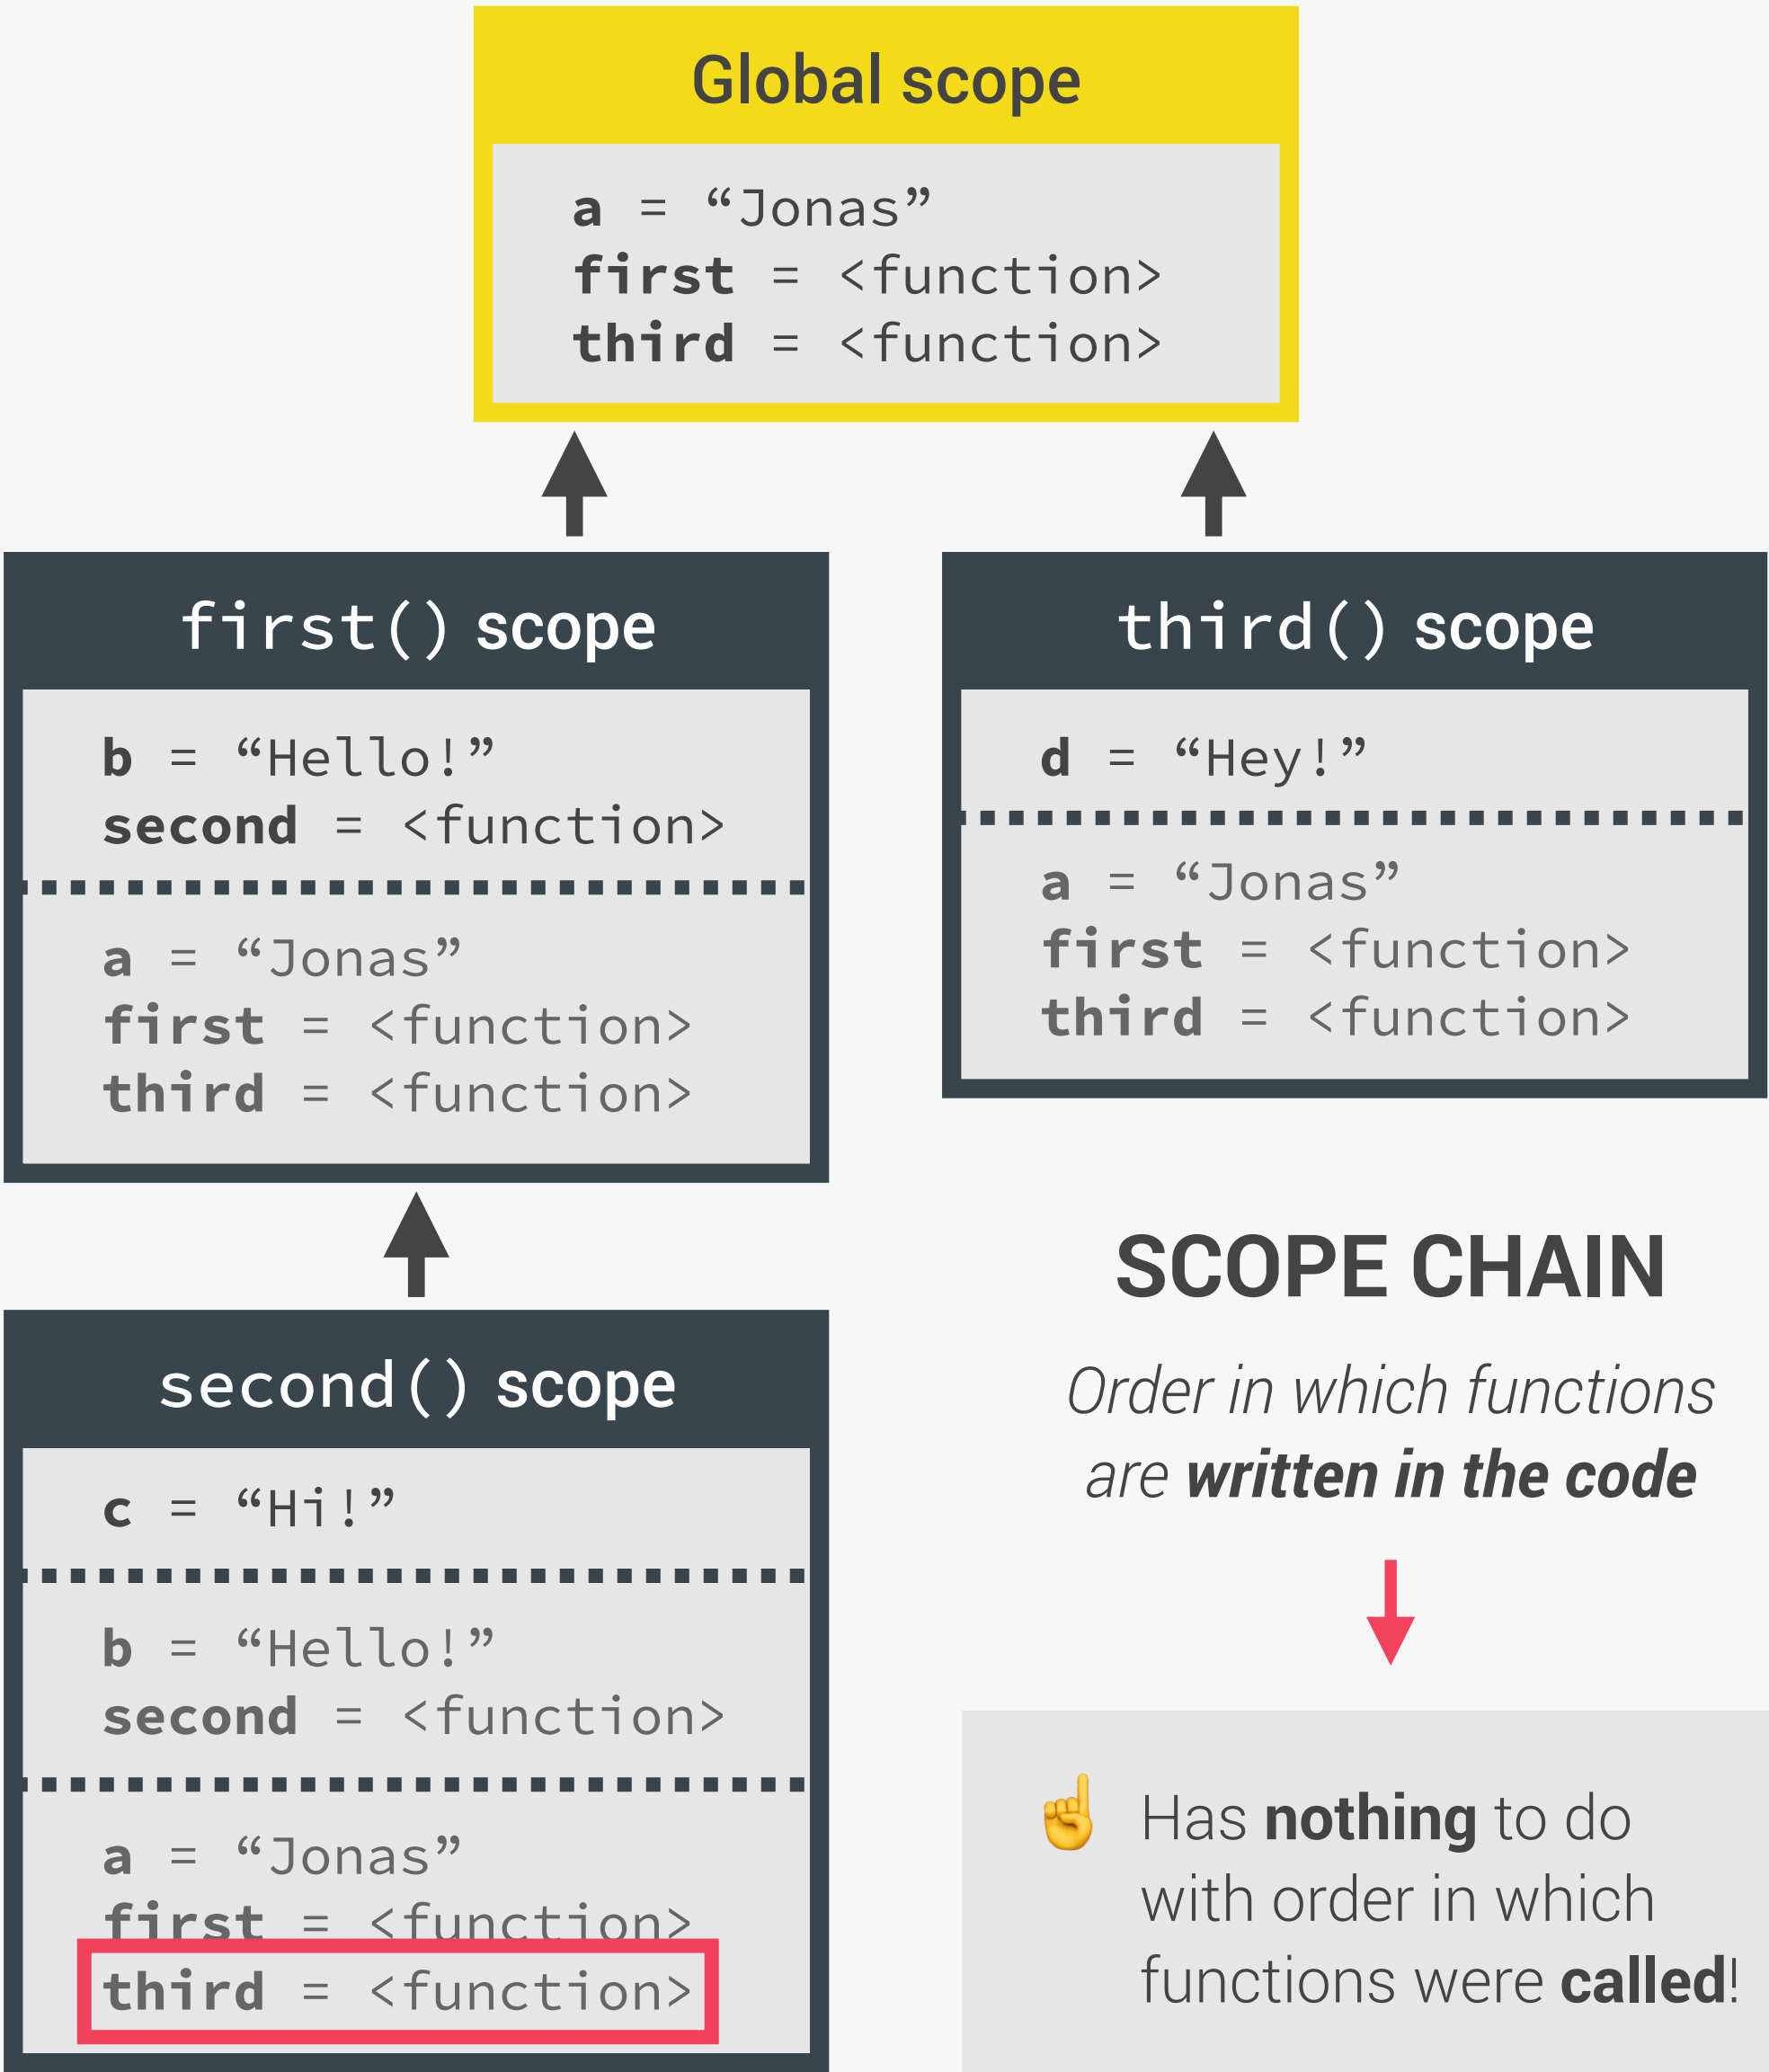 Global scope
a = “Jonas”
first = <function>
third = <function>
first() scope
b = “Hello!”
second = <function>
a = “Jonas”
first = <function>
third = <function>
third() scope
d = “Hey!”
a = “Jonas”
first = <function>
third = <function>
second() scope
c = “Hi!”
b = “Hello!”
second = <function>
a = “Jonas”
first = <function>
third = <function>
SCOPE CHAIN
Order in which functions
are written in the code
Has nothing to do
with order in which
functions were called!